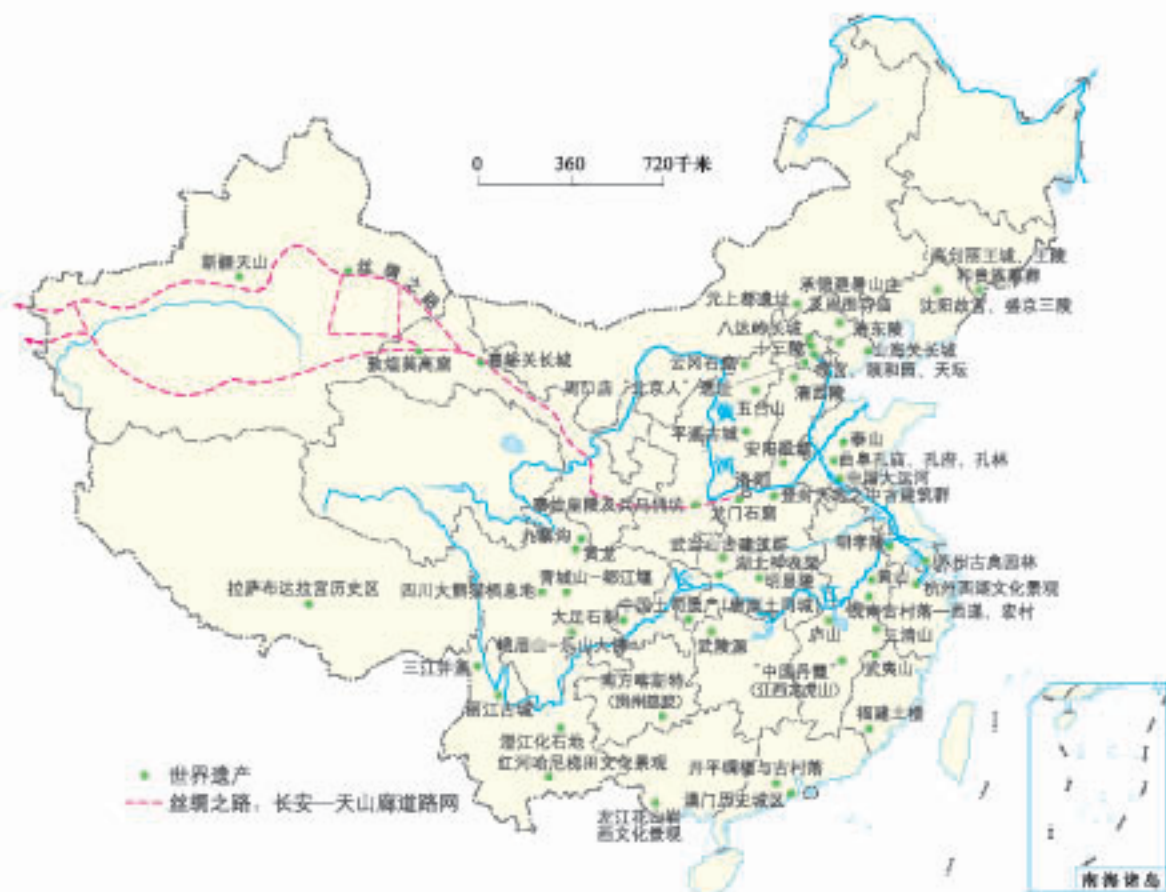 0 360 720千米
新疆天山
丝绸之路
敦煌莫高窟
嘉峪关长城
高句丽王城、王陵
沈阳故宫、盛京三陵
承德避暑山庄
及周围寺庙
元上都遗址
八达岭长城
清东陵
十三陵
山海关长城
故宫、颐和园、天坛
云冈石窟
周口店“北京人”遗址
清西陵
五台山
平遥古城
安阳殷墟
泰山
曲阜孔庙、孔府、孔林
中国大运河
洛阳
登封天地之中古建筑群
秦始皇陵及兵马俑坑
龙门石窟
九寨沟
黄龙
武当山古建筑群
明孝陵
苏州古典园林
湖北神农架
明显陵
黄山
杭州西湖文化景观
青城山—都江堰
四川大熊猫栖息地
拉萨布达拉宫历史区
大足石刻
皖南古村落—西递、宏村
庐山
三清山
峨眉山—乐山大佛
武陵源
三江并流
武夷山
“中国丹霞”
(江西龙虎山)
南方喀斯特
丽江古城
福建土楼
澄江化石地
红河哈尼梯田文化景观
开平碉楼与古村落
澳门历史城区
左江花山岩
画文化景观
世界遗产
丝绸之路:长安—天山廊道路网
南海诸岛